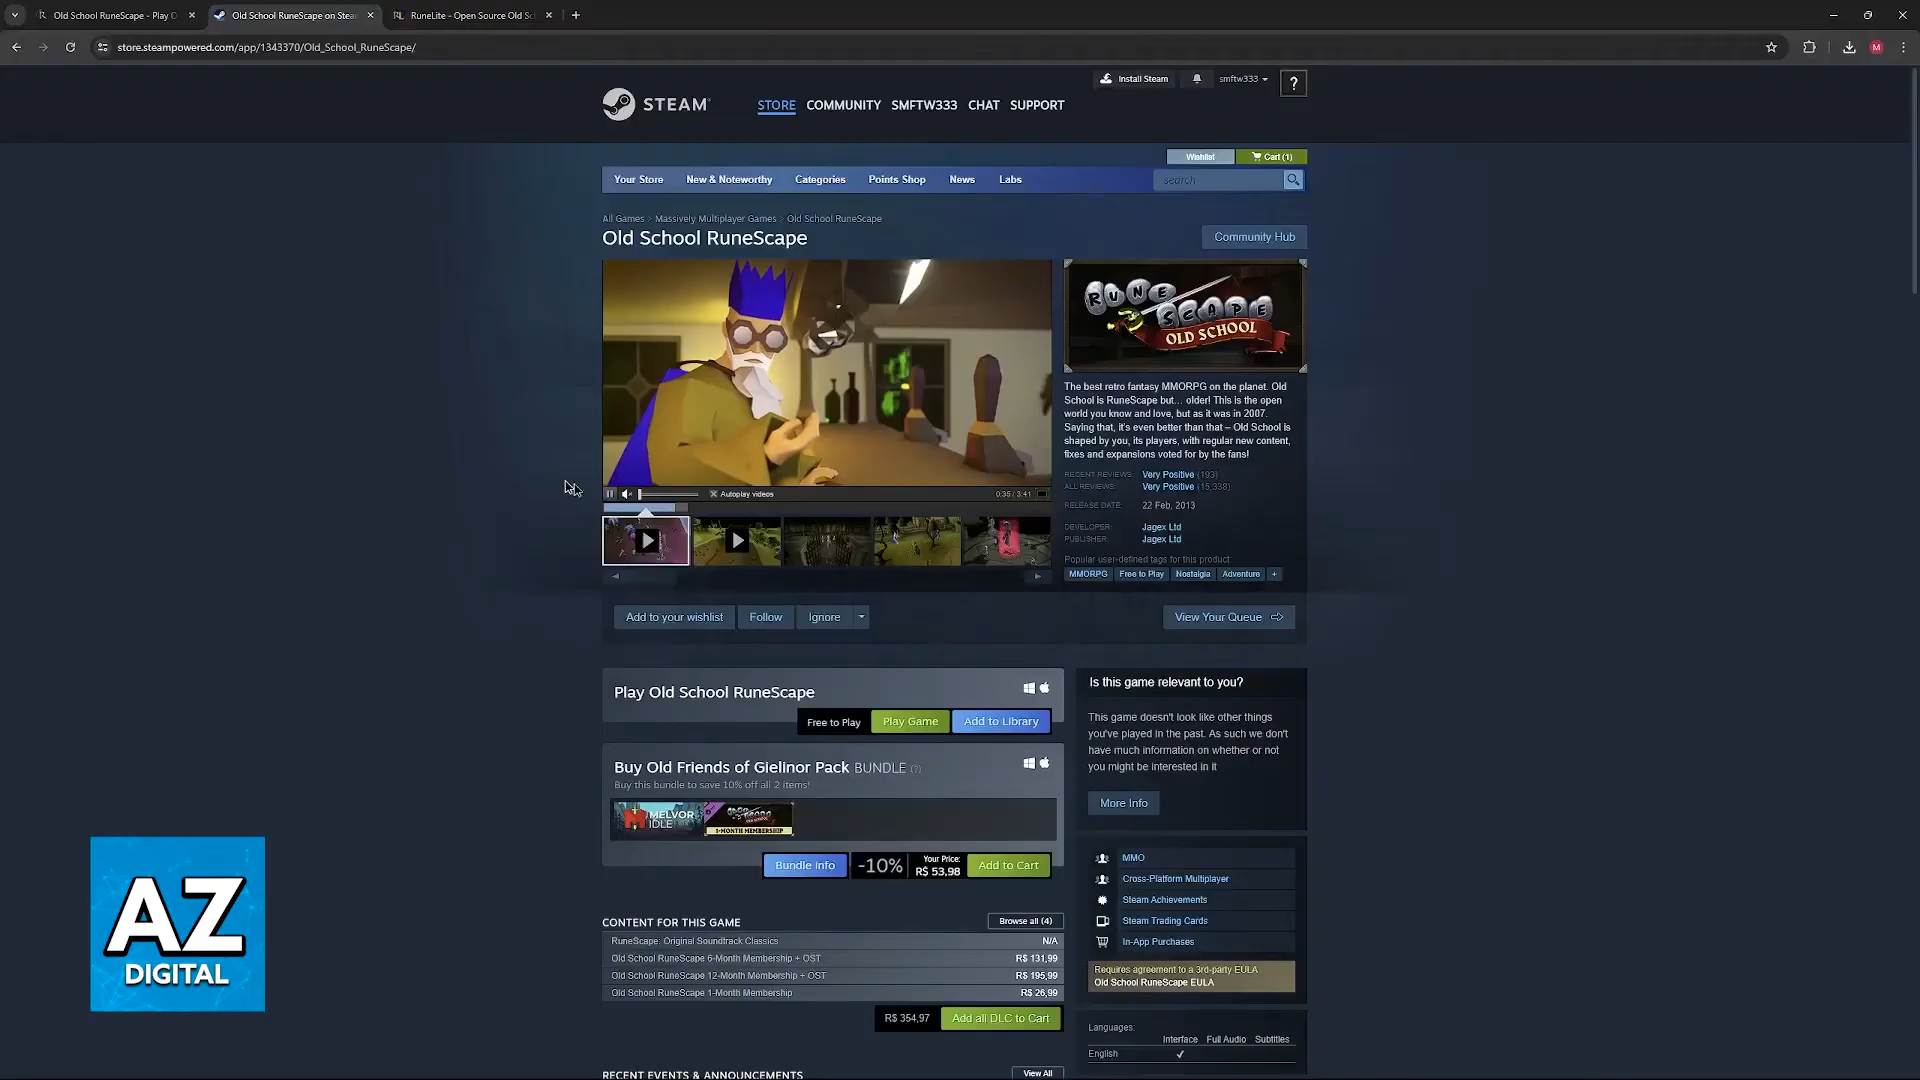 Old School RuneScape - Play O
Old School RuneScape on Steam
RuneLite - Open Source Old Sc
store.steampowered.com/app/1343370/Old_School_RuneScape/
M
Install Steam
smftw333
?
STEAM
STORE COMMUNITY SMFTW333 CHAT SUPPORT
Wishlist
Cart (1)
Your Store New & Noteworthy Categories Points Shop News Labs
search
All Games > Massively Multiplayer Games > Old School RuneScape
Old School RuneScape
Community Hub
RUNE SCAPE
OLD SCHOOL
The best retro fantasy MMORPG on the planet. Old
School is RuneScape but… older! This is the open
world you know and love, but as it was in 2007.
Saying that, it's even better than that – Old School is
shaped by you, its players, with regular new content,
fixes and expansions voted for by the fans!
RECENT REVIEWS: Very Positive (193)
ALL REVIEWS: Very Positive (15,338)
RELEASE DATE: 22 Feb, 2013
DEVELOPER: Jagex Ltd
PUBLISHER: Jagex Ltd
Popular user-defined tags for this product:
MMORPG Free to Play Nostalgia Adventure +
Autoplay videos
0:35 / 3:41
Add to your wishlist Follow Ignore
View Your Queue
Play Old School RuneScape
Free to Play Play Game Add to Library
Buy Old Friends of Gielinor Pack BUNDLE (?)
Buy this bundle to save 10% off all 2 items!
MELVOR
IDLE
OLD SCHOOL
1-MONTH MEMBERSHIP
Bundle info -10% Your Price:
R$ 53,98 Add to Cart
CONTENT FOR THIS GAME
Browse all (4)
RuneScape: Original Soundtrack Classics N/A
Old School RuneScape 6-Month Membership + OST R$ 131,99
Old School RuneScape 12-Month Membership + OST R$ 195,99
Old School RuneScape 1-Month Membership R$ 26,99
R$ 354,97 Add all DLC to Cart
RECENT EVENTS & ANNOUNCEMENTS
View All
Is this game relevant to you?
This game doesn't look like other things
you've played in the past. As such we don't
have much information on whether or not
you might be interested in it
More Info
MMO
Cross-Platform Multiplayer
Steam Achievements
Steam Trading Cards
In-App Purchases
Requires agreement to a 3rd-party EULA
Old School RuneScape EULA
Languages:
Interface Full Audio Subtitles
English ✔
AZ
DIGITAL